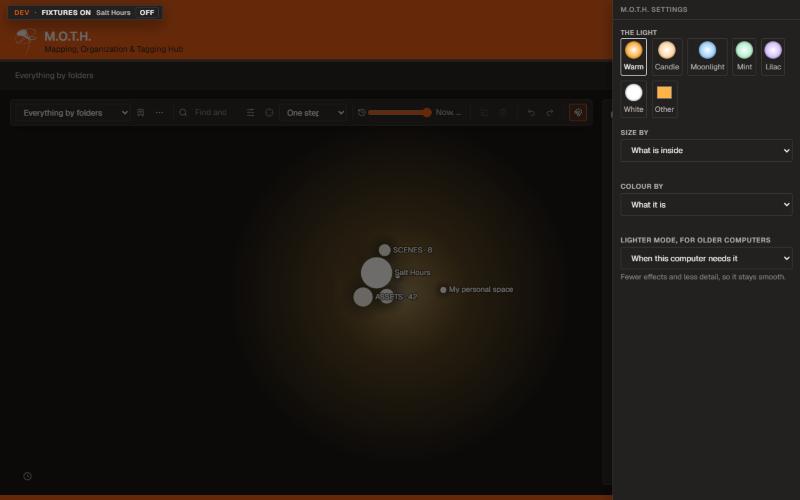 DEV · FIXTURES ON Salt Hours OFF
M.O.T.H.
Mapping, Organization & Tagging Hub
Everything by folders
Everything by folders
Find and
One step
Now. ...
SCENES · 8
Salt Hours
ASSETS · 42
My personal space
M.O.T.H. SETTINGS
THE LIGHT
Warm
Candle
Moonlight
Mint
Lilac
White
Other
SIZE BY
What is inside
COLOUR BY
What it is
LIGHTER MODE, FOR OLDER COMPUTERS
When this computer needs it
Fewer effects and less detail, so it stays smooth.